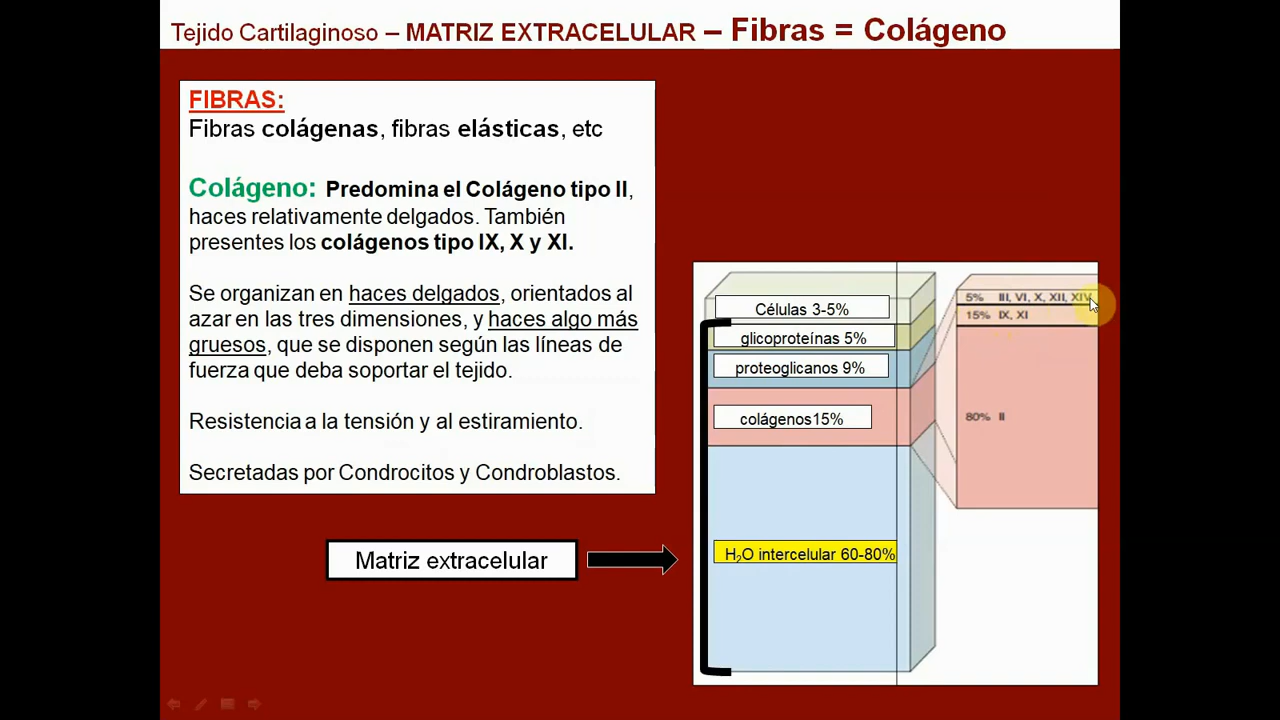 Tejido Cartilaginoso – MATRIZ EXTRACELULAR – Fibras = Colágeno
FIBRAS:
Fibras colágenas, fibras elásticas, etc
Colágeno: Predomina el Colágeno tipo II,
haces relativamente delgados. También
presentes los colágenos tipo IX, X y XI.
Se organizan en haces delgados, orientados al
azar en las tres dimensiones, y haces algo más
gruesos, que se disponen según las líneas de
fuerza que deba soportar el tejido.
Resistencia a la tensión y al estiramiento.
Secretadas por Condrocitos y Condroblastos.
Matriz extracelular
Células 3-5%
glicoproteínas 5%
proteoglicanos 9%
colágenos15%
H₂O intercelular 60-80%
5% III, VI, X, XII, XIV
15% IX, XI
80% II